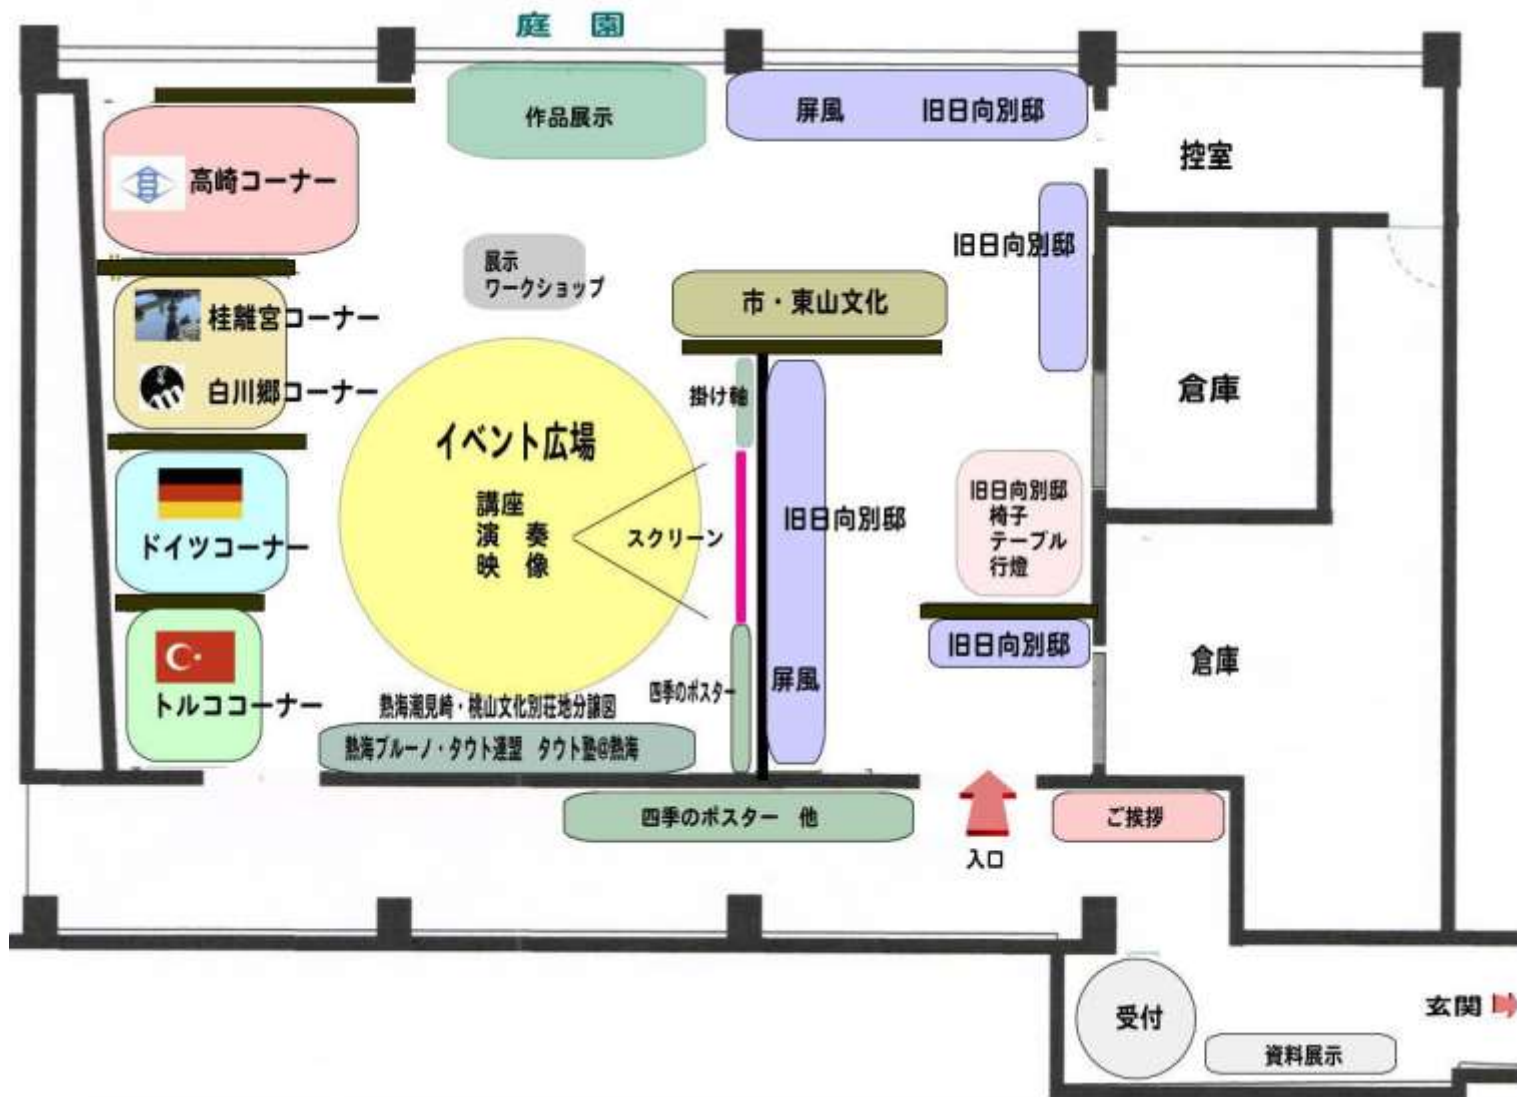 庭 園
作品展示
屏風 旧日向別邸
控室
高崎コーナー
旧日向別邸
展示
ワークショップ
市・東山文化
桂離宮コーナー
白川郷コーナー
掛け軸
倉庫
イベント広場
講座
演 奏
映 像
スクリーン
旧日向別邸
旧日向別邸
椅子
テーブル
行燈
ドイツコーナー
旧日向別邸
倉庫
屏風
四季のポスター
トルココーナー
熱海潮見崎・桃山文化別荘地分譲図
熱海ブルーノ・タウト連盟 タウト塾@熱海
四季のポスター 他
ご挨拶
入口
受付
玄関
資料展示